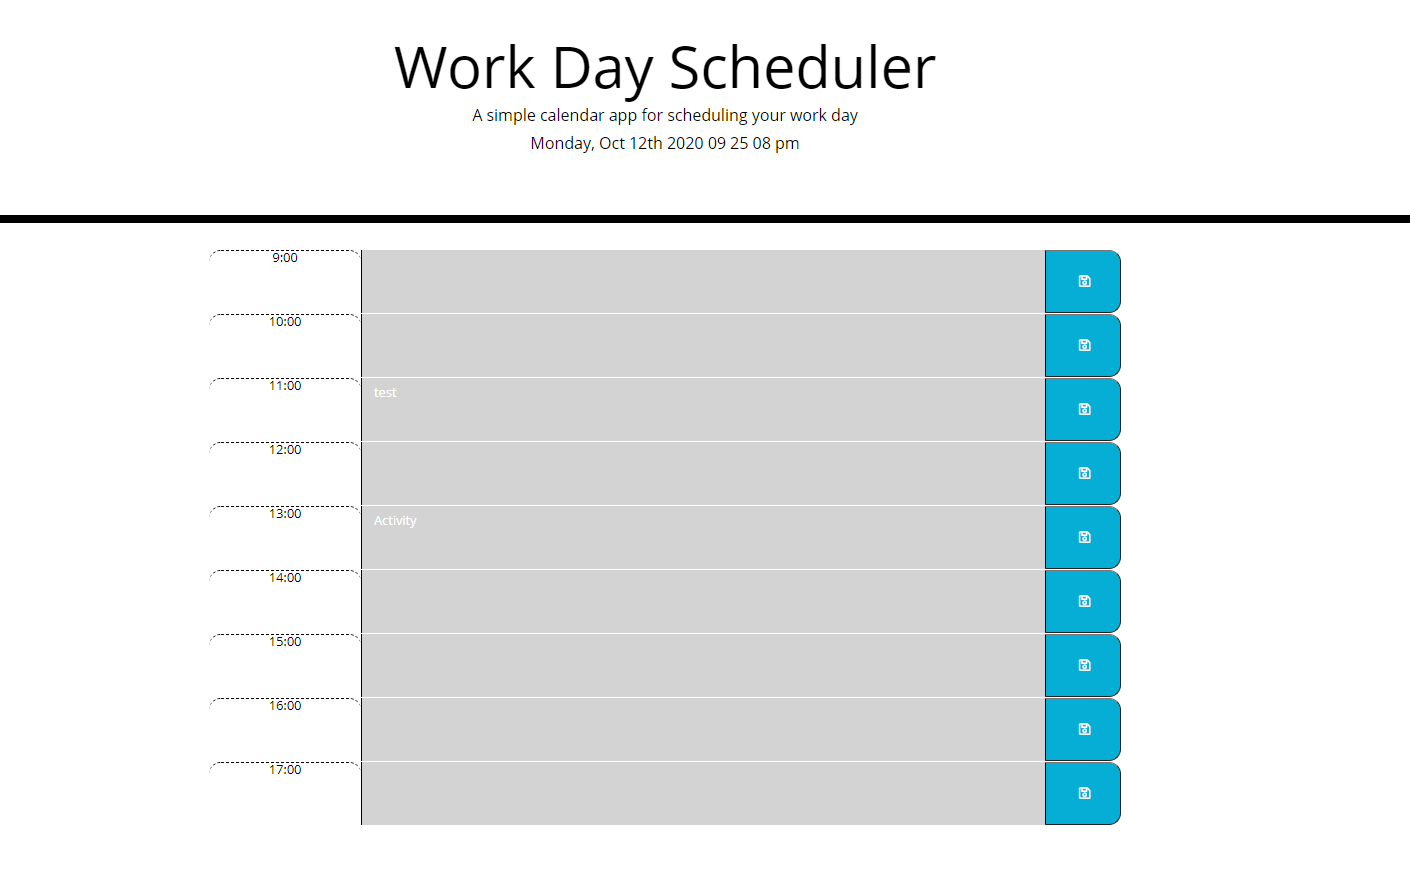 Work Day Scheduler
A simple calendar app for scheduling your work day
Monday, Oct 12th 2020 09 25 08 pm
9:00
10:00
11:00
test
12:00
13:00
Activity
14:00
15:00
16:00
17:00